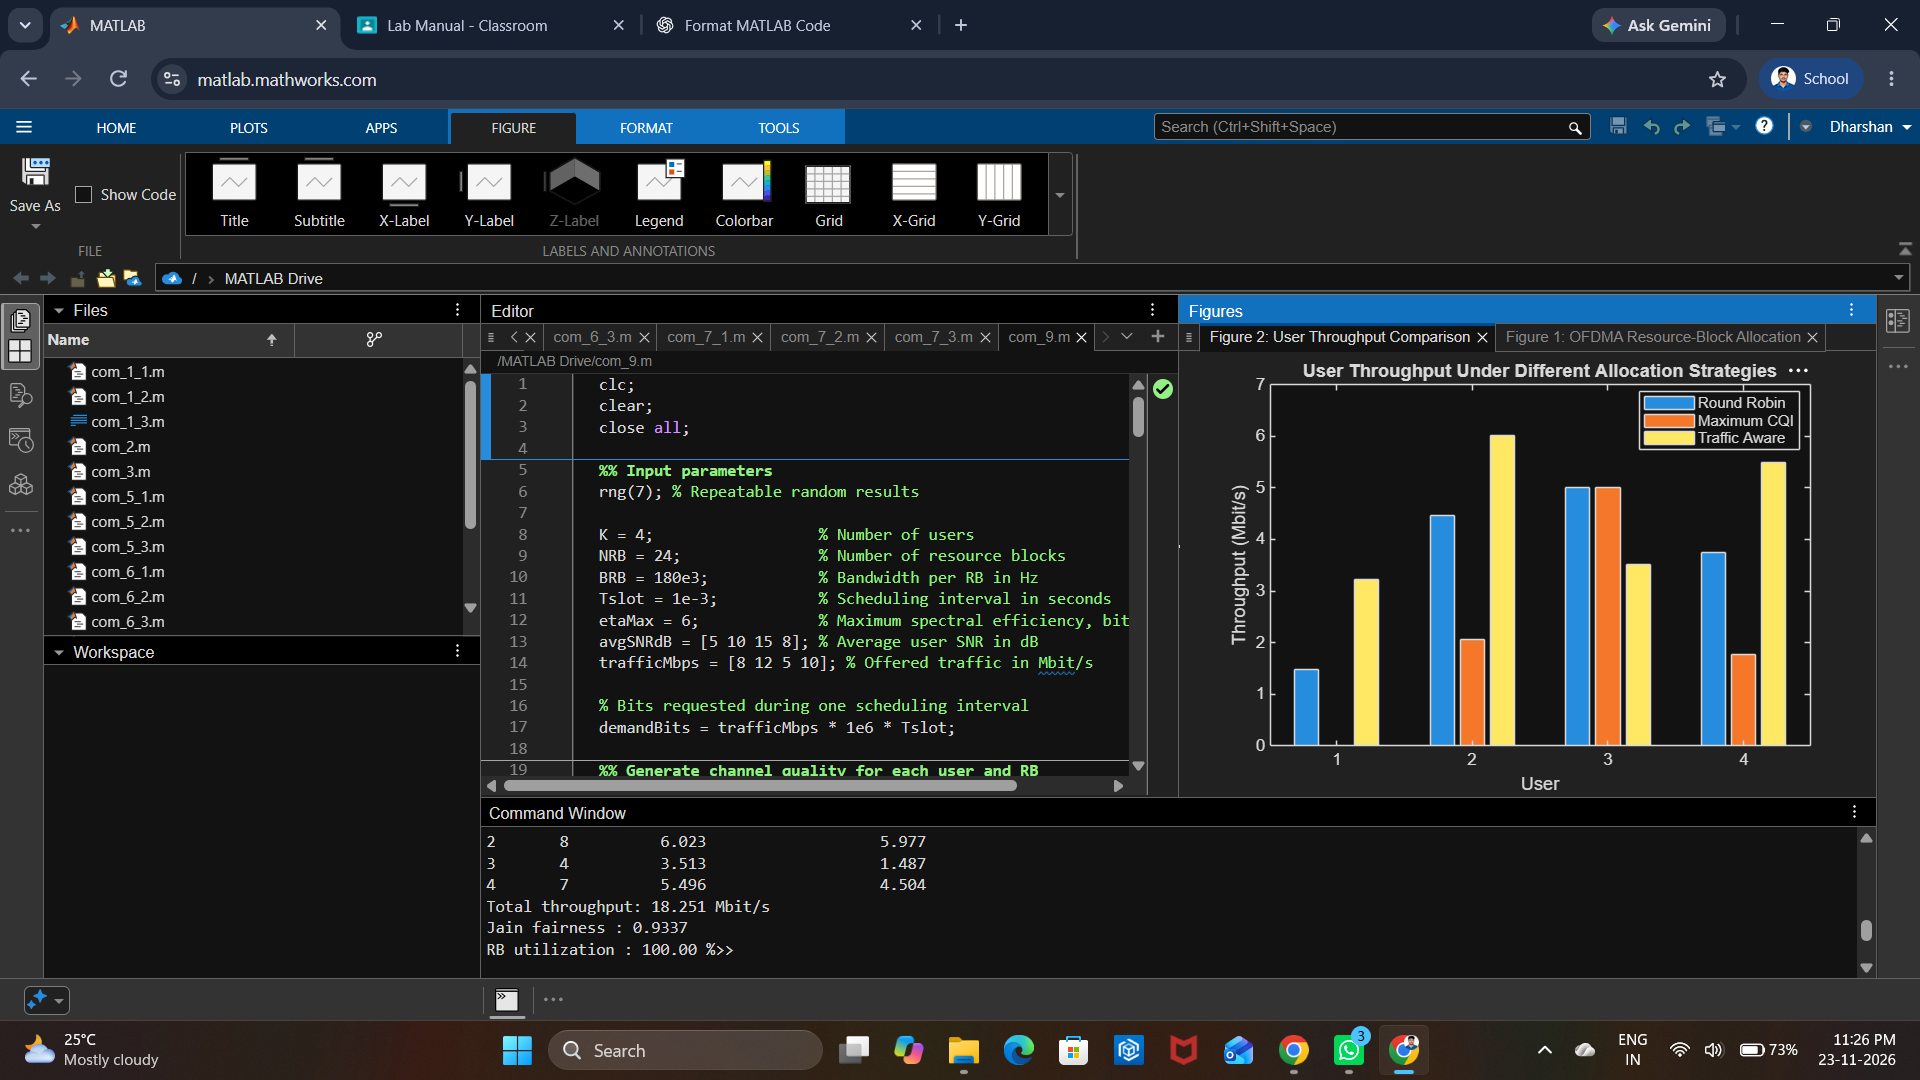 MATLAB
Lab Manual - Classroom
Format MATLAB Code
Ask Gemini
matlab.mathworks.com
School
HOME
PLOTS
APPS
FIGURE
FORMAT
TOOLS
Search (Ctrl+Shift+Space)
Dharshan
Save As
Show Code
Title
Subtitle
X-Label
Y-Label
Z-Label
Legend
Colorbar
Grid
X-Grid
Y-Grid
FILE
LABELS AND ANNOTATIONS
/ › MATLAB Drive
Files
Name
com_1_1.m
com_1_2.m
com_1_3.m
com_2.m
com_3.m
com_5_1.m
com_5_2.m
com_5_3.m
com_6_1.m
com_6_2.m
com_6_3.m
Workspace
Editor
com_6_3.m
com_7_1.m
com_7_2.m
com_7_3.m
com_9.m
/MATLAB Drive/com_9.m
1 clc;
2 clear;
3 close all;
4
5 %% Input parameters
6 rng(7); % Repeatable random results
7
8 K = 4; % Number of users
9 NRB = 24; % Number of resource blocks
10 BRB = 180e3; % Bandwidth per RB in Hz
11 Tslot = 1e-3; % Scheduling interval in seconds
12 etaMax = 6; % Maximum spectral efficiency, bit
13 avgSNRdB = [5 10 15 8]; % Average user SNR in dB
14 trafficMbps = [8 12 5 10]; % Offered traffic in Mbit/s
15
16 % Bits requested during one scheduling interval
17 demandBits = trafficMbps * 1e6 * Tslot;
18
19 %% Generate channel quality for each user and RB
Figures
Figure 2: User Throughput Comparison
Figure 1: OFDMA Resource-Block Allocation
User Throughput Under Different Allocation Strategies
Round Robin
Maximum CQI
Traffic Aware
Throughput (Mbit/s)
7
6
5
4
3
2
1
0
1 2 3 4
User
Command Window
2 8 6.023 5.977
3 4 3.513 1.487
4 7 5.496 4.504
Total throughput: 18.251 Mbit/s
Jain fairness : 0.9337
RB utilization : 100.00 %>>
25°C
Mostly cloudy
Search
3
ENG
IN
73%
11:26 PM
23-11-2026